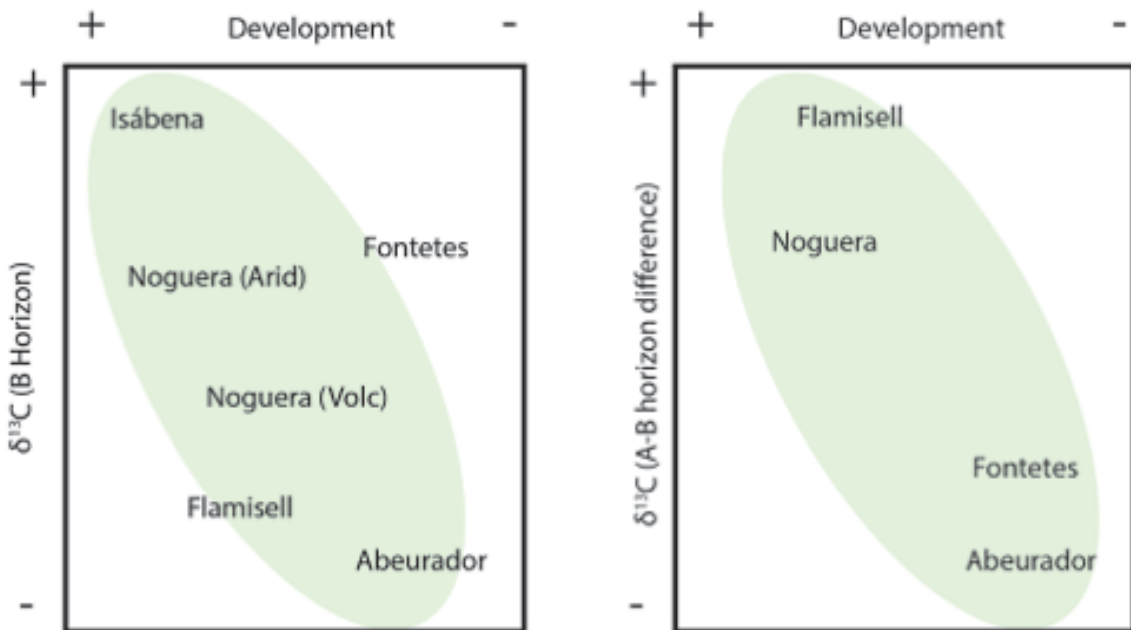 + Development -
+
Isábena
Fontetes
Noguera (Arid)
Noguera (Volc)
Flamisell
Abeurador
-
δ¹³C (B Horizon)
+ Development -
+
Flamisell
Noguera
Fontetes
Abeurador
-
δ¹³C (A-B horizon difference)